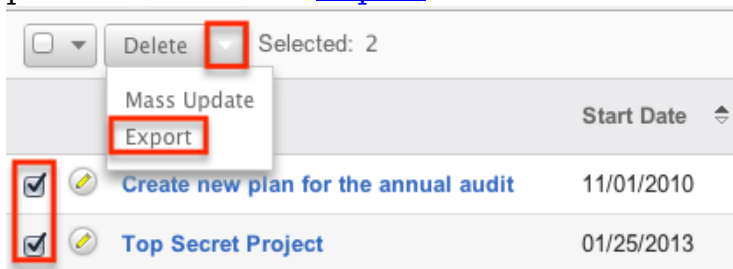 Delete Selected: 2
Mass Update
Start Date
Export
Create new plan for the annual audit 11/01/2010
Top Secret Project 01/25/2013